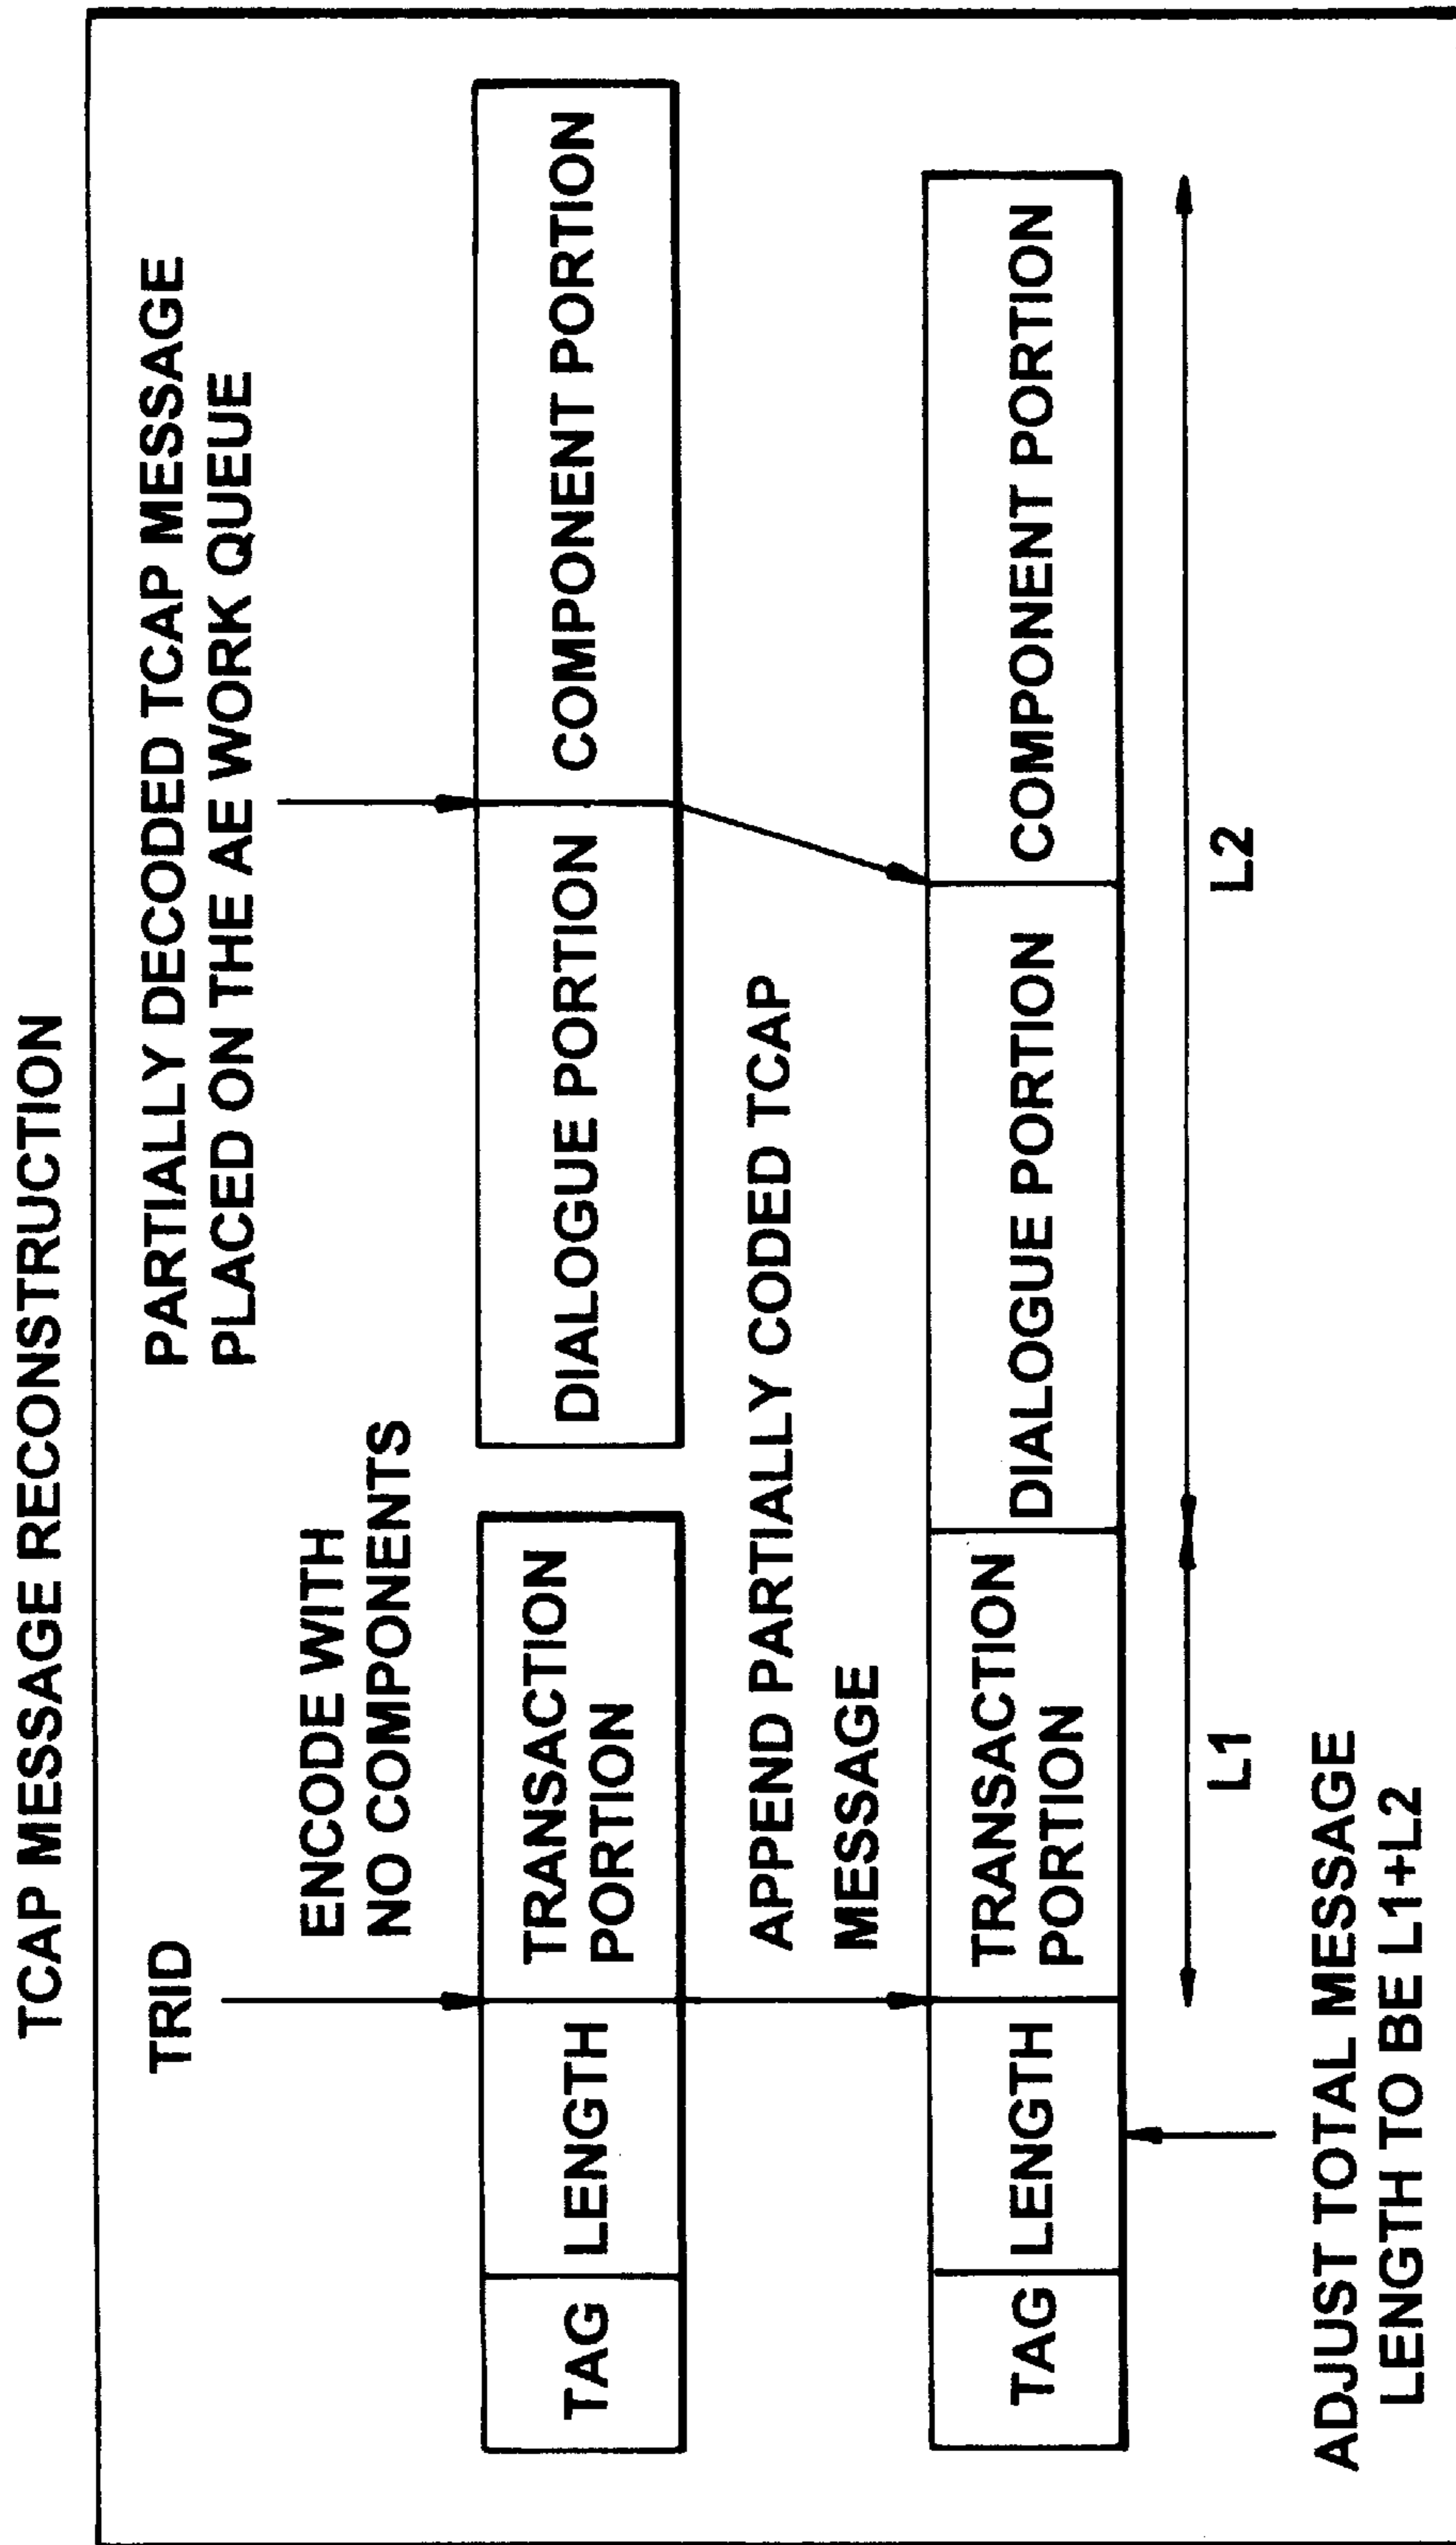 TCAP MESSAGE RECONSTRUCTION
TRID
ENCODE WITH
NO COMPONENTS
PARTIALLY DECODED TCAP MESSAGE
PLACED ON THE AE WORK QUEUE
TAG
LENGTH
TRANSACTION
PORTION
DIALOGUE PORTION
COMPONENT PORTION
APPEND PARTIALLY CODED TCAP
MESSAGE
TAG
LENGTH
TRANSACTION
PORTION
DIALOGUE PORTION
COMPONENT PORTION
L1
L2
ADJUST TOTAL MESSAGE
LENGTH TO BE L1+L2